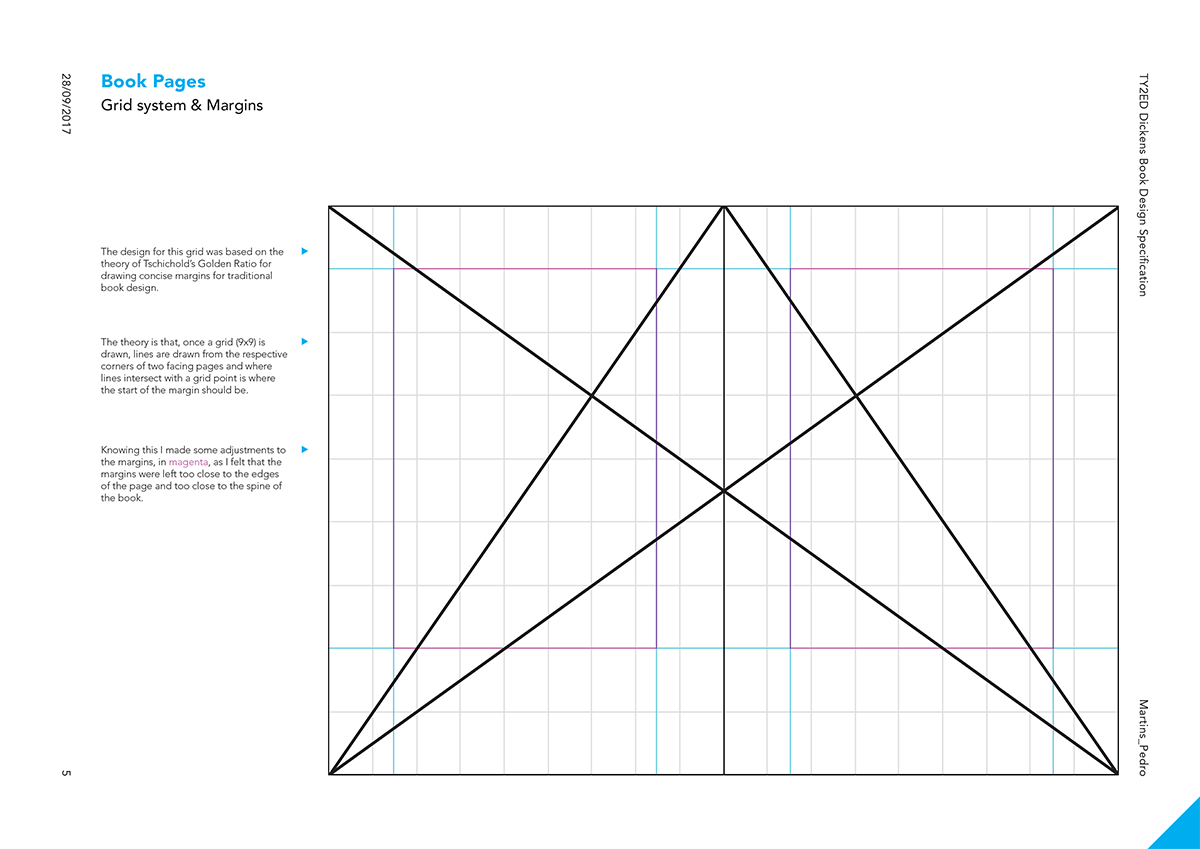 Book Pages
Grid system & Margins
28/09/2017
The design for this grid was based on the
theory of Tschichold’s Golden Ratio for
drawing concise margins for traditional
book design.
The theory is that, once a grid (9x9) is
drawn, lines are drawn from the respective
corners of two facing pages and where
lines intersect with a grid point is where
the start of the margin should be.
Knowing this I made some adjustments to
the margins, in magenta, as I felt that the
margins were left too close to the edges
of the page and too close to the spine of
the book.
5
TY2ED Dickens Book Design Specification
Martins_Pedro